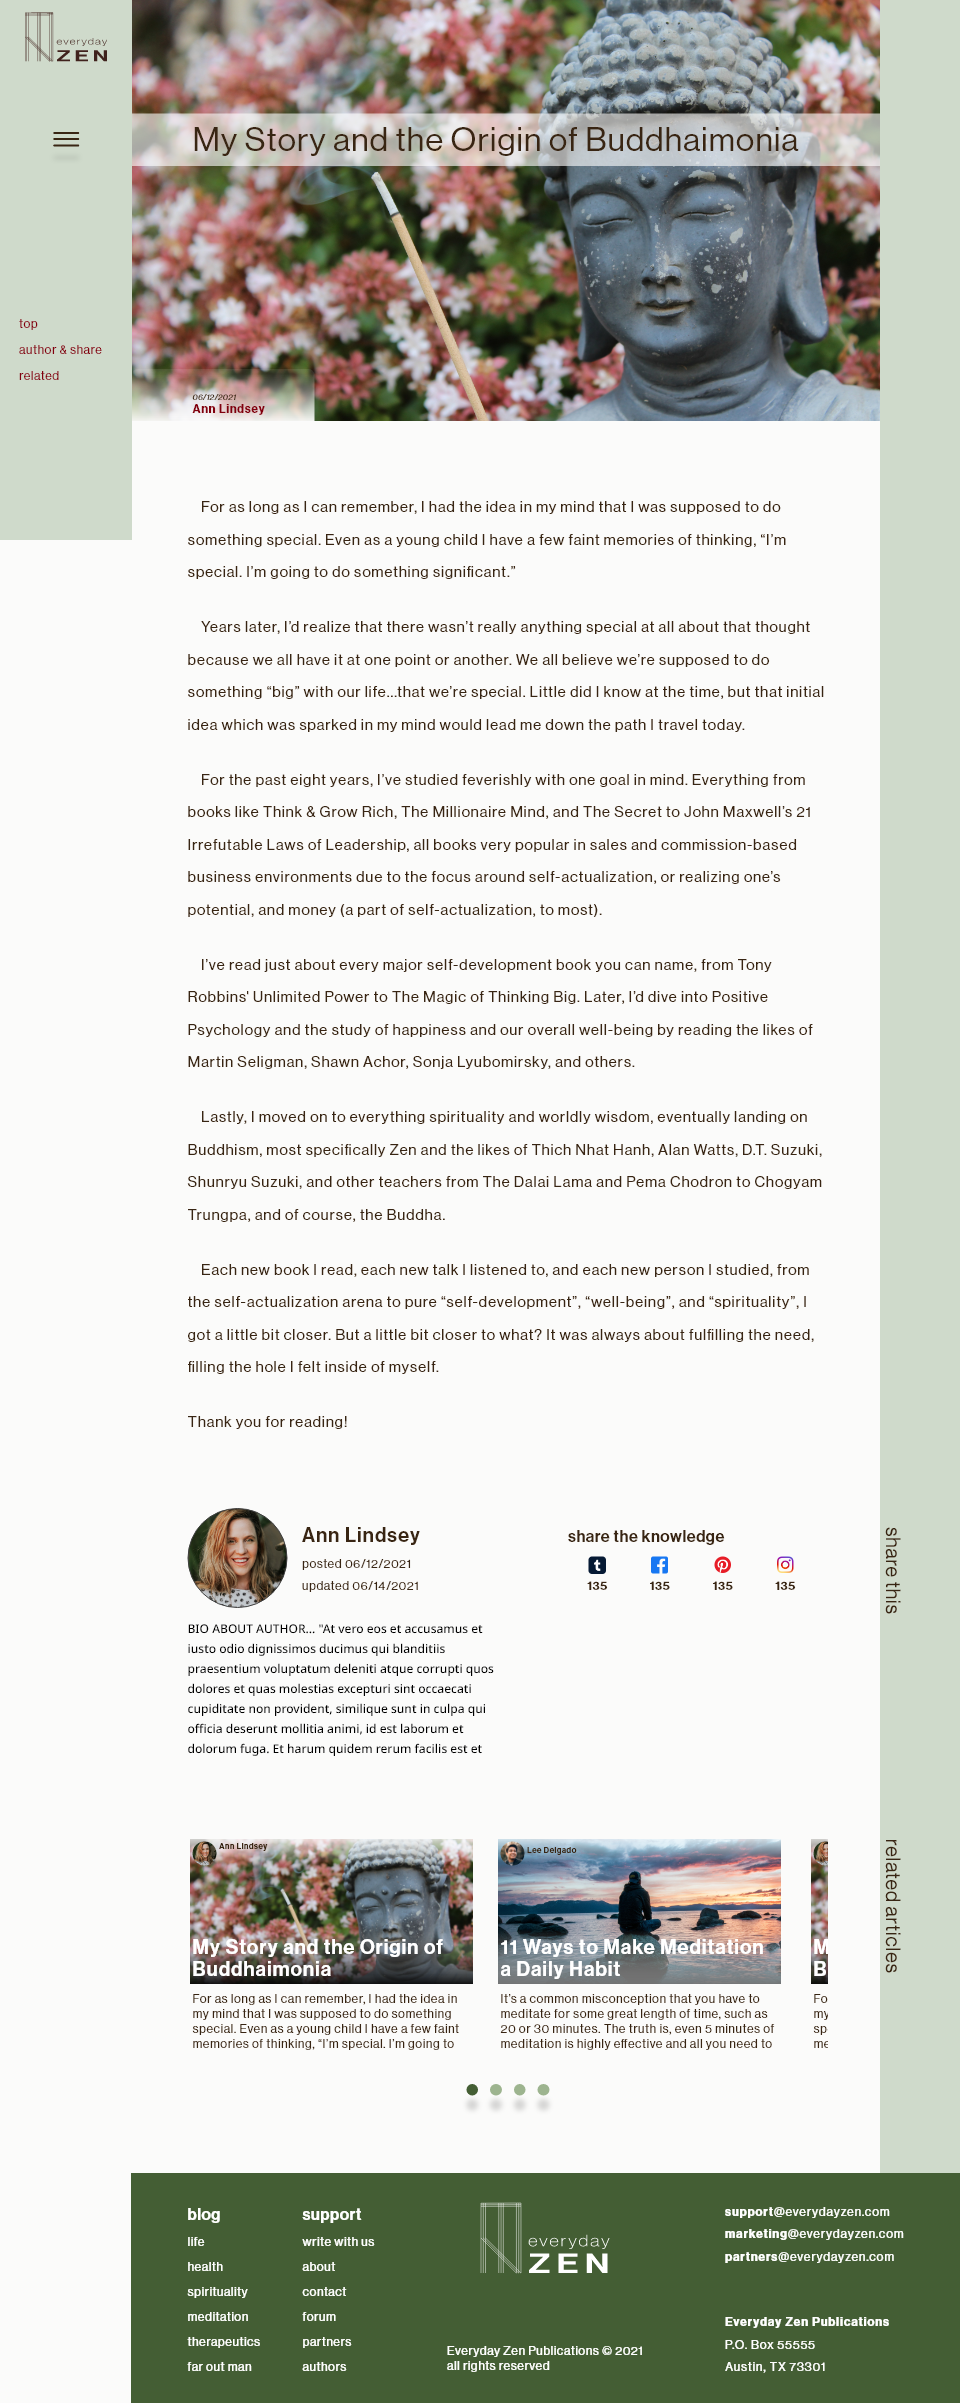 everyday
ZEN
My Story and the Origin of Buddhaimonia
top
author & share
related
06/12/2021
Ann Lindsey
For as long as I can remember, I had the idea in my mind that I was supposed to do
something special. Even as a young child I have a few faint memories of thinking, “I’m
special. I’m going to do something significant.”
Years later, I’d realize that there wasn’t really anything special at all about that thought
because we all have it at one point or another. We all believe we’re supposed to do
something “big” with our life...that we’re special. Little did I know at the time, but that initial
idea which was sparked in my mind would lead me down the path I travel today.
For the past eight years, I’ve studied feverishly with one goal in mind. Everything from
books like Think & Grow Rich, The Millionaire Mind, and The Secret to John Maxwell’s 21
Irrefutable Laws of Leadership, all books very popular in sales and commission-based
business environments due to the focus around self-actualization, or realizing one’s
potential, and money (a part of self-actualization, to most).
I’ve read just about every major self-development book you can name, from Tony
Robbins' Unlimited Power to The Magic of Thinking Big. Later, I’d dive into Positive
Psychology and the study of happiness and our overall well-being by reading the likes of
Martin Seligman, Shawn Achor, Sonja Lyubomirsky, and others.
Lastly, I moved on to everything spirituality and worldly wisdom, eventually landing on
Buddhism, most specifically Zen and the likes of Thich Nhat Hanh, Alan Watts, D.T. Suzuki,
Shunryu Suzuki, and other teachers from The Dalai Lama and Pema Chodron to Chogyam
Trungpa, and of course, the Buddha.
Each new book I read, each new talk I listened to, and each new person I studied, from
the self-actualization arena to pure “self-development”, “well-being”, and “spirituality”, I
got a little bit closer. But a little bit closer to what? It was always about fulfilling the need,
filling the hole I felt inside of myself.
Thank you for reading!
Ann Lindsey
posted 06/12/2021
updated 06/14/2021
share the knowledge
135 135 135 135
share this
BIO ABOUT AUTHOR... "At vero eos et accusamus et
iusto odio dignissimos ducimus qui blanditiis
praesentium voluptatum deleniti atque corrupti quos
dolores et quas molestias excepturi sint occaecati
cupiditate non provident, similique sunt in culpa qui
officia deserunt mollitia animi, id est laborum et
dolorum fuga. Et harum quidem rerum facilis est et
related articles
Ann Lindsey
My Story and the Origin of
Buddhaimonia
For as long as I can remember, I had the idea in
my mind that I was supposed to do something
special. Even as a young child I have a few faint
memories of thinking, “I’m special. I’m going to
Lee Delgado
11 Ways to Make Meditation
a Daily Habit
It’s a common misconception that you have to
meditate for some great length of time, such as
20 or 30 minutes. The truth is, even 5 minutes of
meditation is highly effective and all you need to
M
B
Fo
my
sp
me
blog
life
health
spirituality
meditation
therapeutics
far out man
support
write with us
about
contact
forum
partners
authors
everyday
ZEN
Everyday Zen Publications © 2021
all rights reserved
support@everydayzen.com
marketing@everydayzen.com
partners@everydayzen.com
Everyday Zen Publications
P.O. Box 55555
Austin, TX 73301